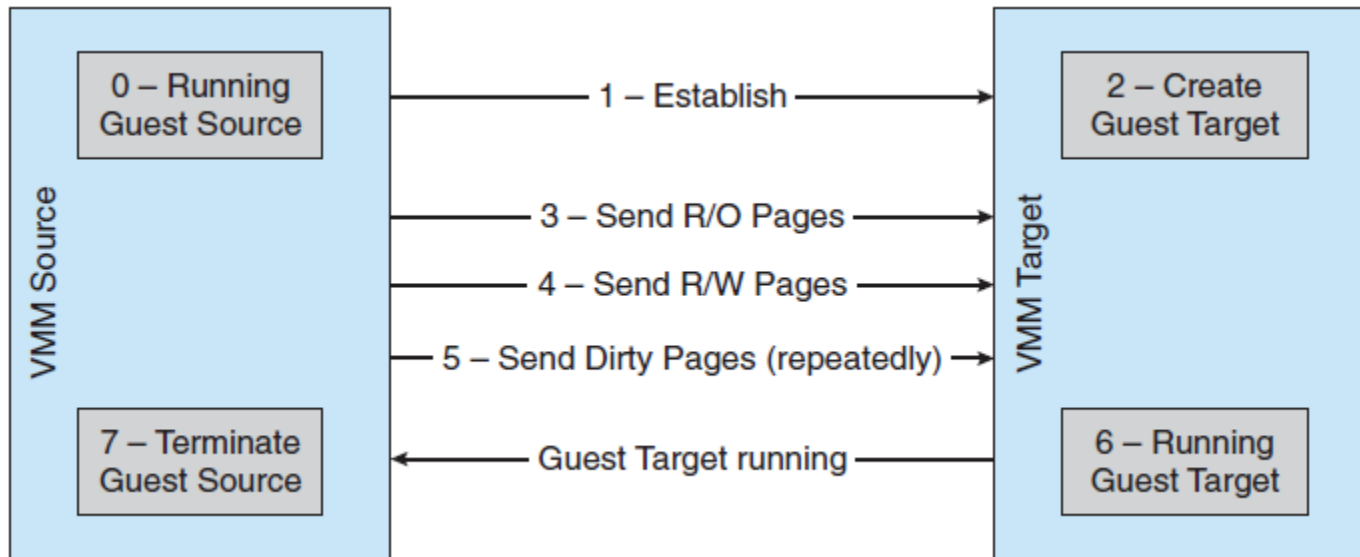 0 – Running
Guest Source
1 – Establish
2 – Create
Guest Target
VMM Source
3 – Send R/O Pages
4 – Send R/W Pages
5 – Send Dirty Pages (repeatedly)
VMM Target
7 – Terminate
Guest Source
Guest Target running
6 – Running
Guest Target